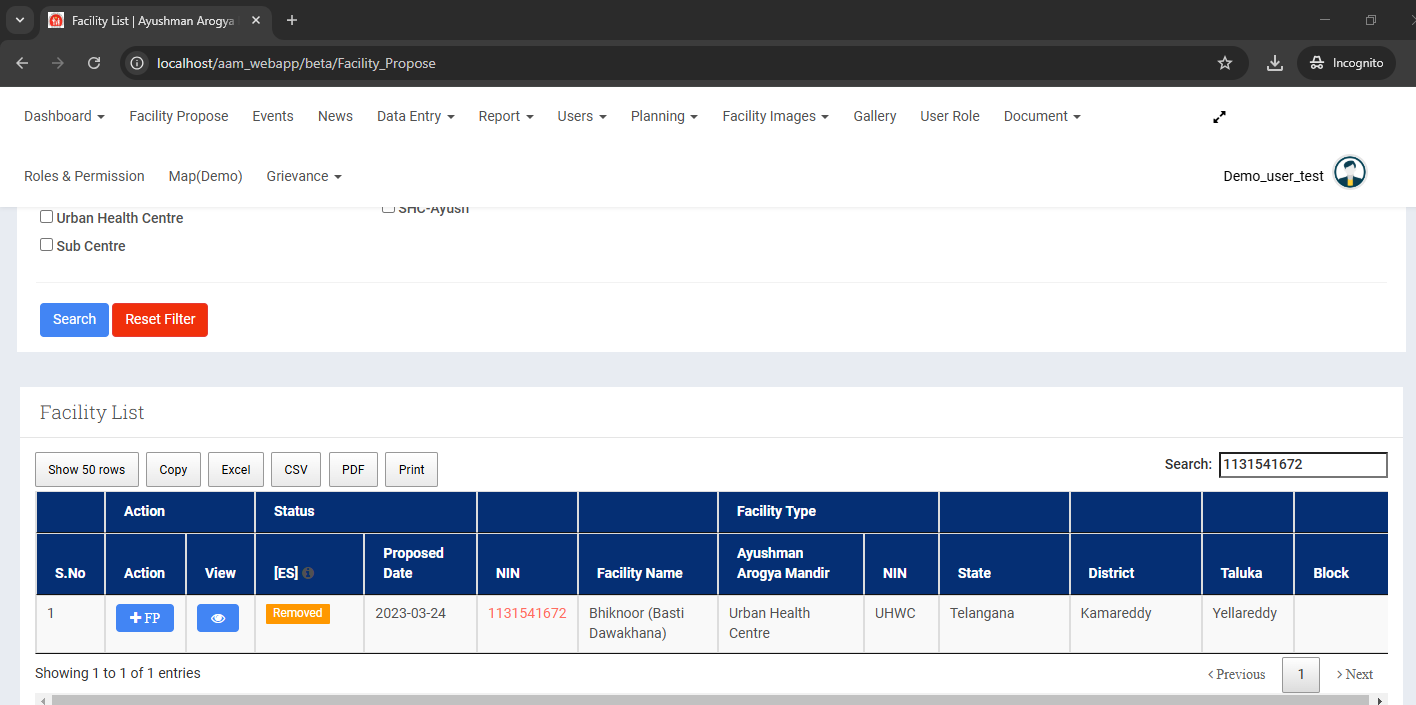 Facility List | Ayushman Arogya
localhost/aam_webapp/beta/Facility_Propose
Incognito
Dashboard Facility Propose Events News Data Entry Report Users Planning Facility Images Gallery User Role Document
Roles & Permission Map(Demo) Grievance Demo_user_test
SHC-Ayush
Urban Health Centre
Sub Centre
Search Reset Filter
Facility List
Show 50 rows Copy Excel CSV PDF Print Search: 1131541672
Action Status Facility Type
S.No Action View [ES] Proposed Date NIN Facility Name Ayushman Arogya Mandir NIN State District Taluka Block
1 FP Removed 2023-03-24 1131541672 Bhiknoor (Basti Dawakhana) Urban Health Centre UHWC Telangana Kamareddy Yellareddy
Showing 1 to 1 of 1 entries Previous 1 Next